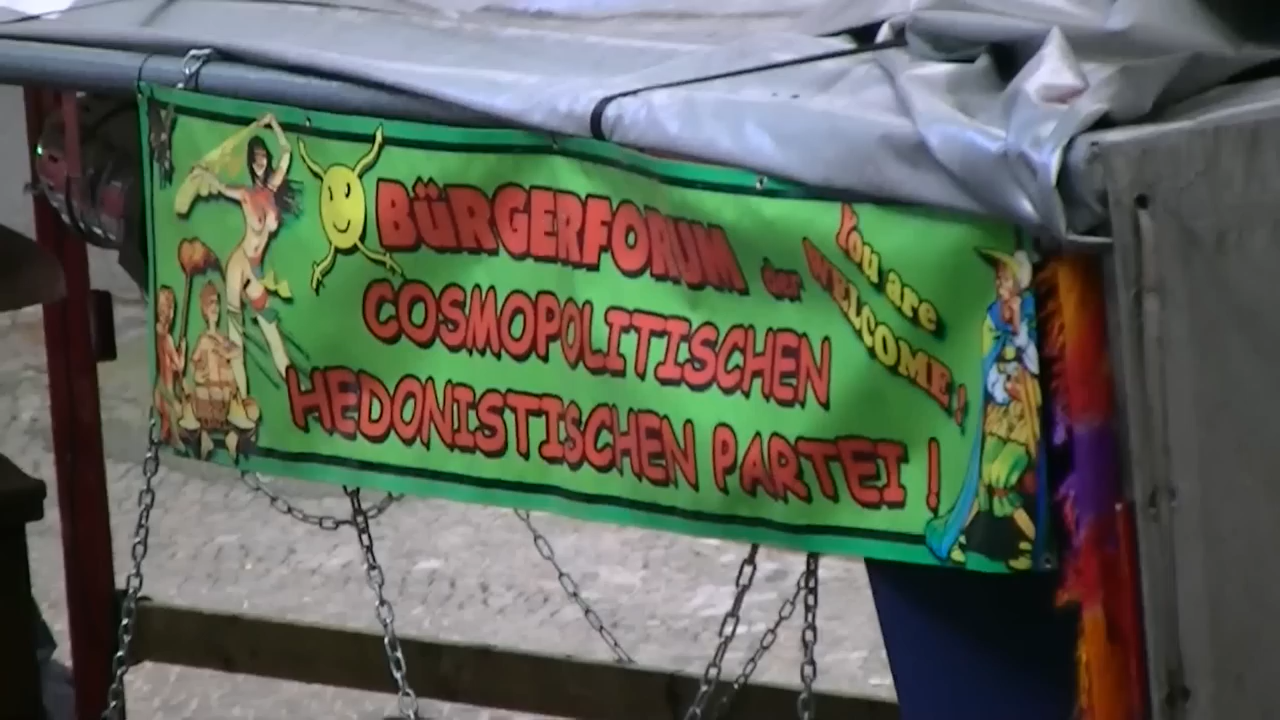 BÜRGERFORUM der
COSMOPOLITISCHEN
HEDONISTISCHEN PARTEI !
You are
WELCOME !